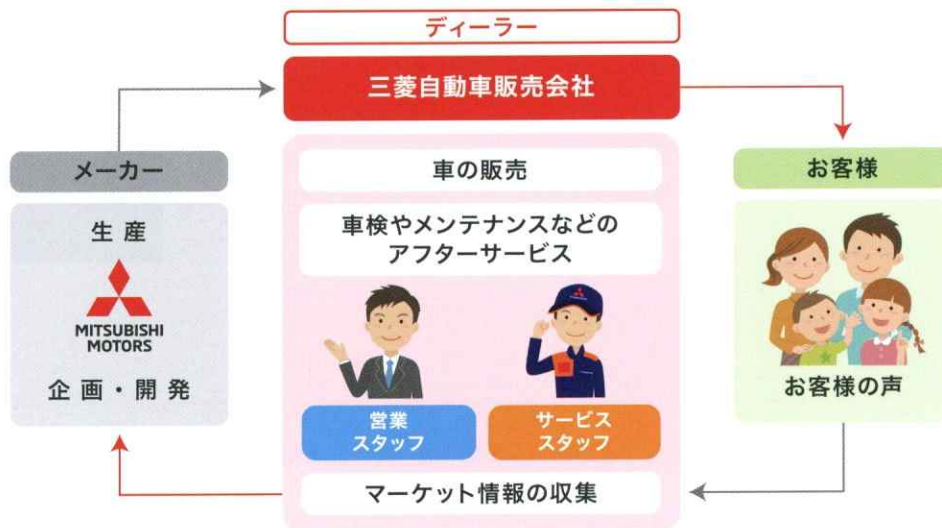 ディーラー
三菱自動車販売会社
メーカー
生産
MITSUBISHI
MOTORS
企画・開発
車の販売
車検やメンテナンスなどの
アフターサービス
営業
スタッフ
サービス
スタッフ
マーケット情報の収集
お客様
お客様の声